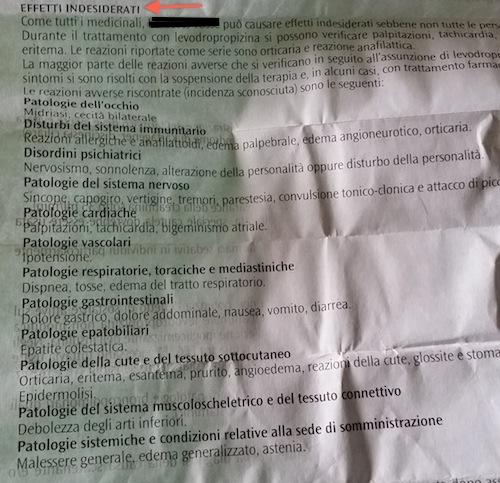 EFFETTI INDESIDERATI
Come tutti i medicinali, può causare effetti indesiderati sebbene non tutte le
Durante il trattamento con levodropropizina si possono verificare palpitazioni, tachicardia,
eritema. Le reazioni riportate come serie sono orticaria e reazione anafilattica.
La maggior parte delle reazioni avverse che si verificano in seguito all'assunzione di
sintomi si sono risolti con la sospensione della terapia e, in alcuni casi, con trattamento
Le reazioni avverse riscontrate (incidenza sconosciuta) sono le seguenti:
Patologie dell'occhio
Midriasi, cecità bilaterale
Disturbi del sistema immunitario
Reazioni allergiche e anafilattoidi, edema palpebrale, edema angioneurotico, orticaria.
Disordini psichiatrici
Nervosismo, sonnolenza, alterazione della personalità oppure disturbo della personalità.
Patologie del sistema nervoso
Sincope, capogiro, vertigine, tremori, parestesia, convulsione tonico-clonica e attacco di
Patologie cardiache
Palpitazioni, tachicardia, bigeminismo atriale.
Patologie vascolari
Ipotensione.
Patologie respiratorie, toraciche e mediastiniche
Dispnea, tosse, edema del tratto respiratorio.
Patologie gastrointestinali
Dolore gastrico, dolore addominale, nausea, vomito, diarrea.
Patologie epatobiliari
Epatite colestatica.
Patologie della cute e del tessuto sottocutaneo
Orticaria, eritema, esantema, prurito, angioedema, reazioni della cute, glossite e
Epidermolisi.
Patologie del sistema muscoloscheletrico e del tessuto connettivo
Debolezza degli arti inferiori.
Patologie sistemiche e condizioni relative alla sede di somministrazione
Malessere generale, edema generalizzato, astenia.